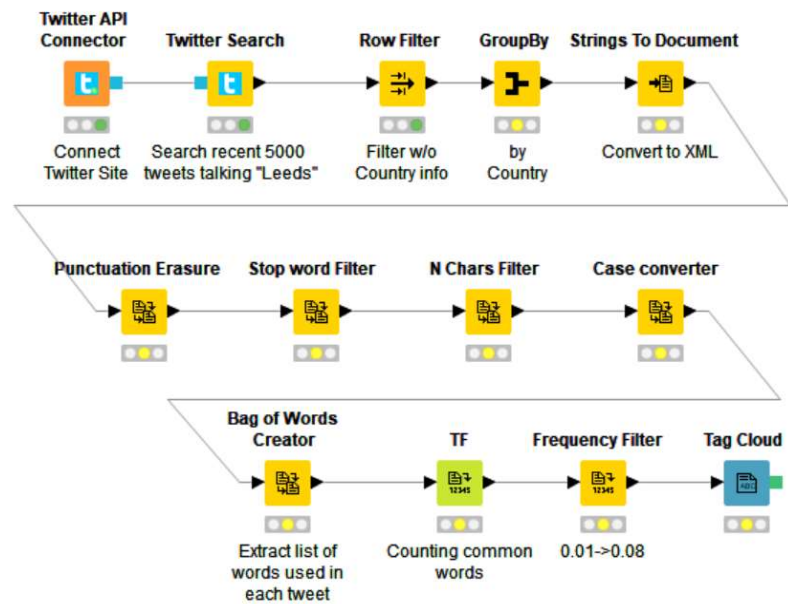 Twitter API
Connector
Twitter Search
Row Filter
GroupBy
Strings To Document
Connect
Twitter Site
Search recent 5000
tweets talking "Leeds"
Filter w/o
Country info
by
Country
Convert to XML
Punctuation Erasure
Stop word Filter
N Chars Filter
Case converter
Bag of Words
Creator
TF
Frequency Filter
Tag Cloud
12345
12345
ABC
Extract list of
words used in
each tweet
Counting common
words
0.01->0.08